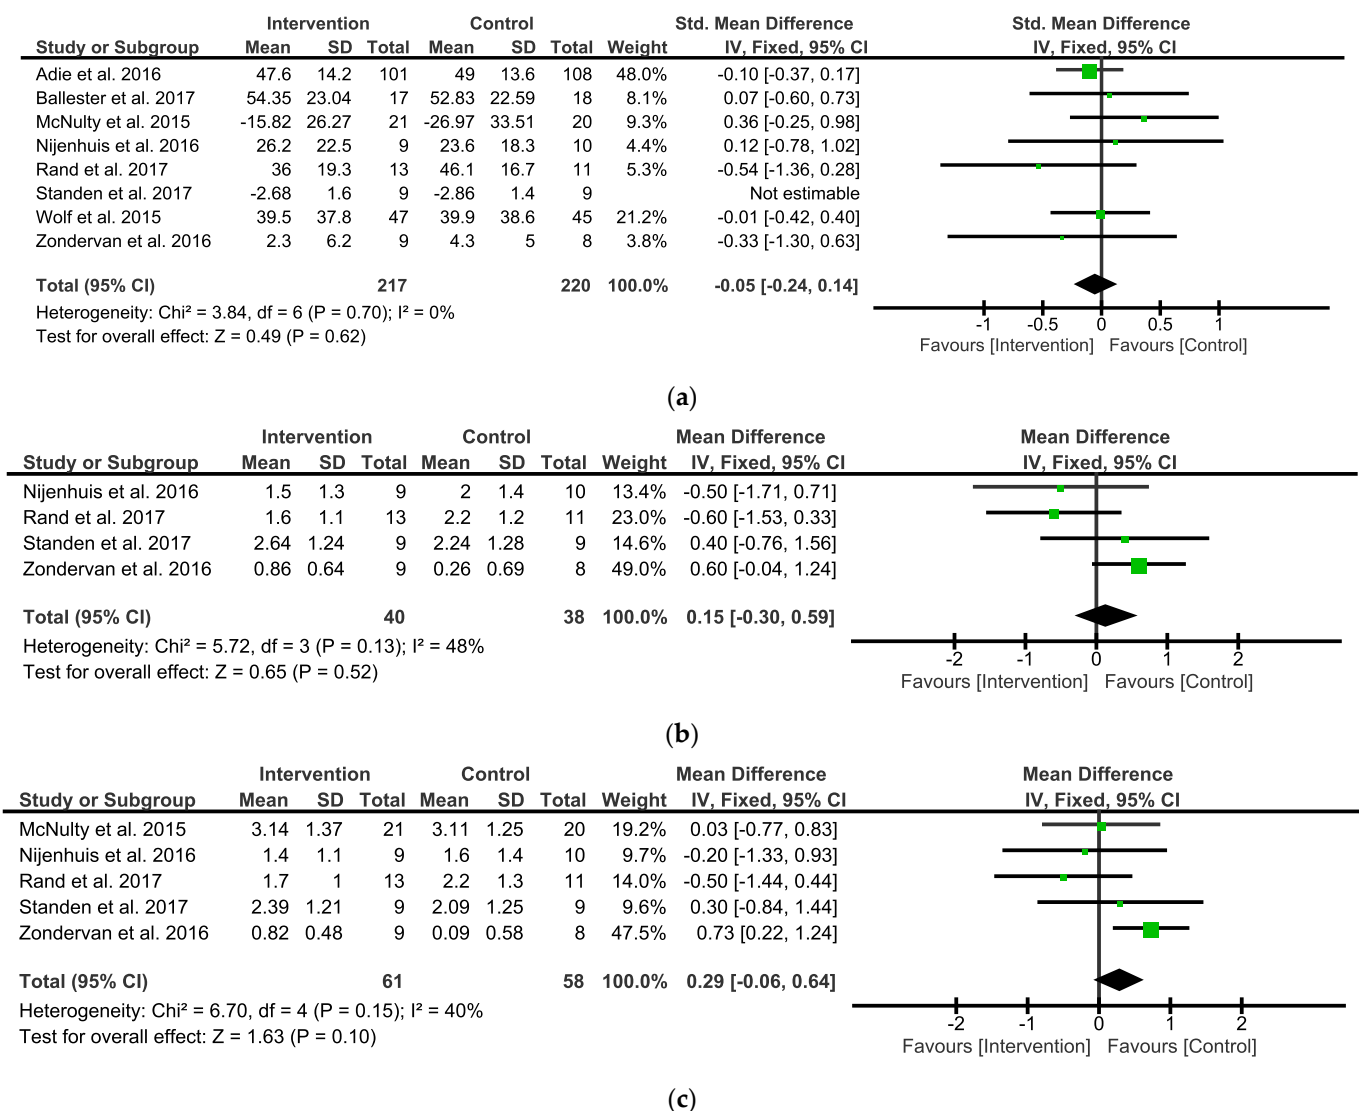 Intervention Control Std. Mean Difference Std. Mean Difference
Study or Subgroup Mean SD Total Mean SD Total Weight IV, Fixed, 95% CI IV, Fixed, 95% CI
Adie et al. 2016 47.6 14.2 101 49 13.6 108 48.0% -0.10 [-0.37, 0.17]
Ballester et al. 2017 54.35 23.04 17 52.83 22.59 18 8.1% 0.07 [-0.60, 0.73]
McNulty et al. 2015 -15.82 26.27 21 -26.97 33.51 20 9.3% 0.36 [-0.25, 0.98]
Nijenhuis et al. 2016 26.2 22.5 9 23.6 18.3 10 4.4% 0.12 [-0.78, 1.02]
Rand et al. 2017 36 19.3 13 46.1 16.7 11 5.3% -0.54 [-1.36, 0.28]
Standen et al. 2017 -2.68 1.6 9 -2.86 1.4 9 Not estimable
Wolf et al. 2015 39.5 37.8 47 39.9 38.6 45 21.2% -0.01 [-0.42, 0.40]
Zondervan et al. 2016 2.3 6.2 9 4.3 5 8 3.8% -0.33 [-1.30, 0.63]
Total (95% CI) 217 220 100.0% -0.05 [-0.24, 0.14]
Heterogeneity: Chi² = 3.84, df = 6 (P = 0.70); I² = 0%
Test for overall effect: Z = 0.49 (P = 0.62)
-1 -0.5 0 0.5 1
Favours [Intervention] Favours [Control]
(a)
Intervention Control Mean Difference Mean Difference
Study or Subgroup Mean SD Total Mean SD Total Weight IV, Fixed, 95% CI IV, Fixed, 95% CI
Nijenhuis et al. 2016 1.5 1.3 9 2 1.4 10 13.4% -0.50 [-1.71, 0.71]
Rand et al. 2017 1.6 1.1 13 2.2 1.2 11 23.0% -0.60 [-1.53, 0.33]
Standen et al. 2017 2.64 1.24 9 2.24 1.28 9 14.6% 0.40 [-0.76, 1.56]
Zondervan et al. 2016 0.86 0.64 9 0.26 0.69 8 49.0% 0.60 [-0.04, 1.24]
Total (95% CI) 40 38 100.0% 0.15 [-0.30, 0.59]
Heterogeneity: Chi² = 5.72, df = 3 (P = 0.13); I² = 48%
Test for overall effect: Z = 0.65 (P = 0.52)
-2 -1 0 1 2
Favours [Intervention] Favours [Control]
(b)
Intervention Control Mean Difference Mean Difference
Study or Subgroup Mean SD Total Mean SD Total Weight IV, Fixed, 95% CI IV, Fixed, 95% CI
McNulty et al. 2015 3.14 1.37 21 3.11 1.25 20 19.2% 0.03 [-0.77, 0.83]
Nijenhuis et al. 2016 1.4 1.1 9 1.6 1.4 10 9.7% -0.20 [-1.33, 0.93]
Rand et al. 2017 1.7 1 13 2.2 1.3 11 14.0% -0.50 [-1.44, 0.44]
Standen et al. 2017 2.39 1.21 9 2.09 1.25 9 9.6% 0.30 [-0.84, 1.44]
Zondervan et al. 2016 0.82 0.48 9 0.09 0.58 8 47.5% 0.73 [0.22, 1.24]
Total (95% CI) 61 58 100.0% 0.29 [-0.06, 0.64]
Heterogeneity: Chi² = 6.70, df = 4 (P = 0.15); I² = 40%
Test for overall effect: Z = 1.63 (P = 0.10)
-2 -1 0 1 2
Favours [Intervention] Favours [Control]
(c)